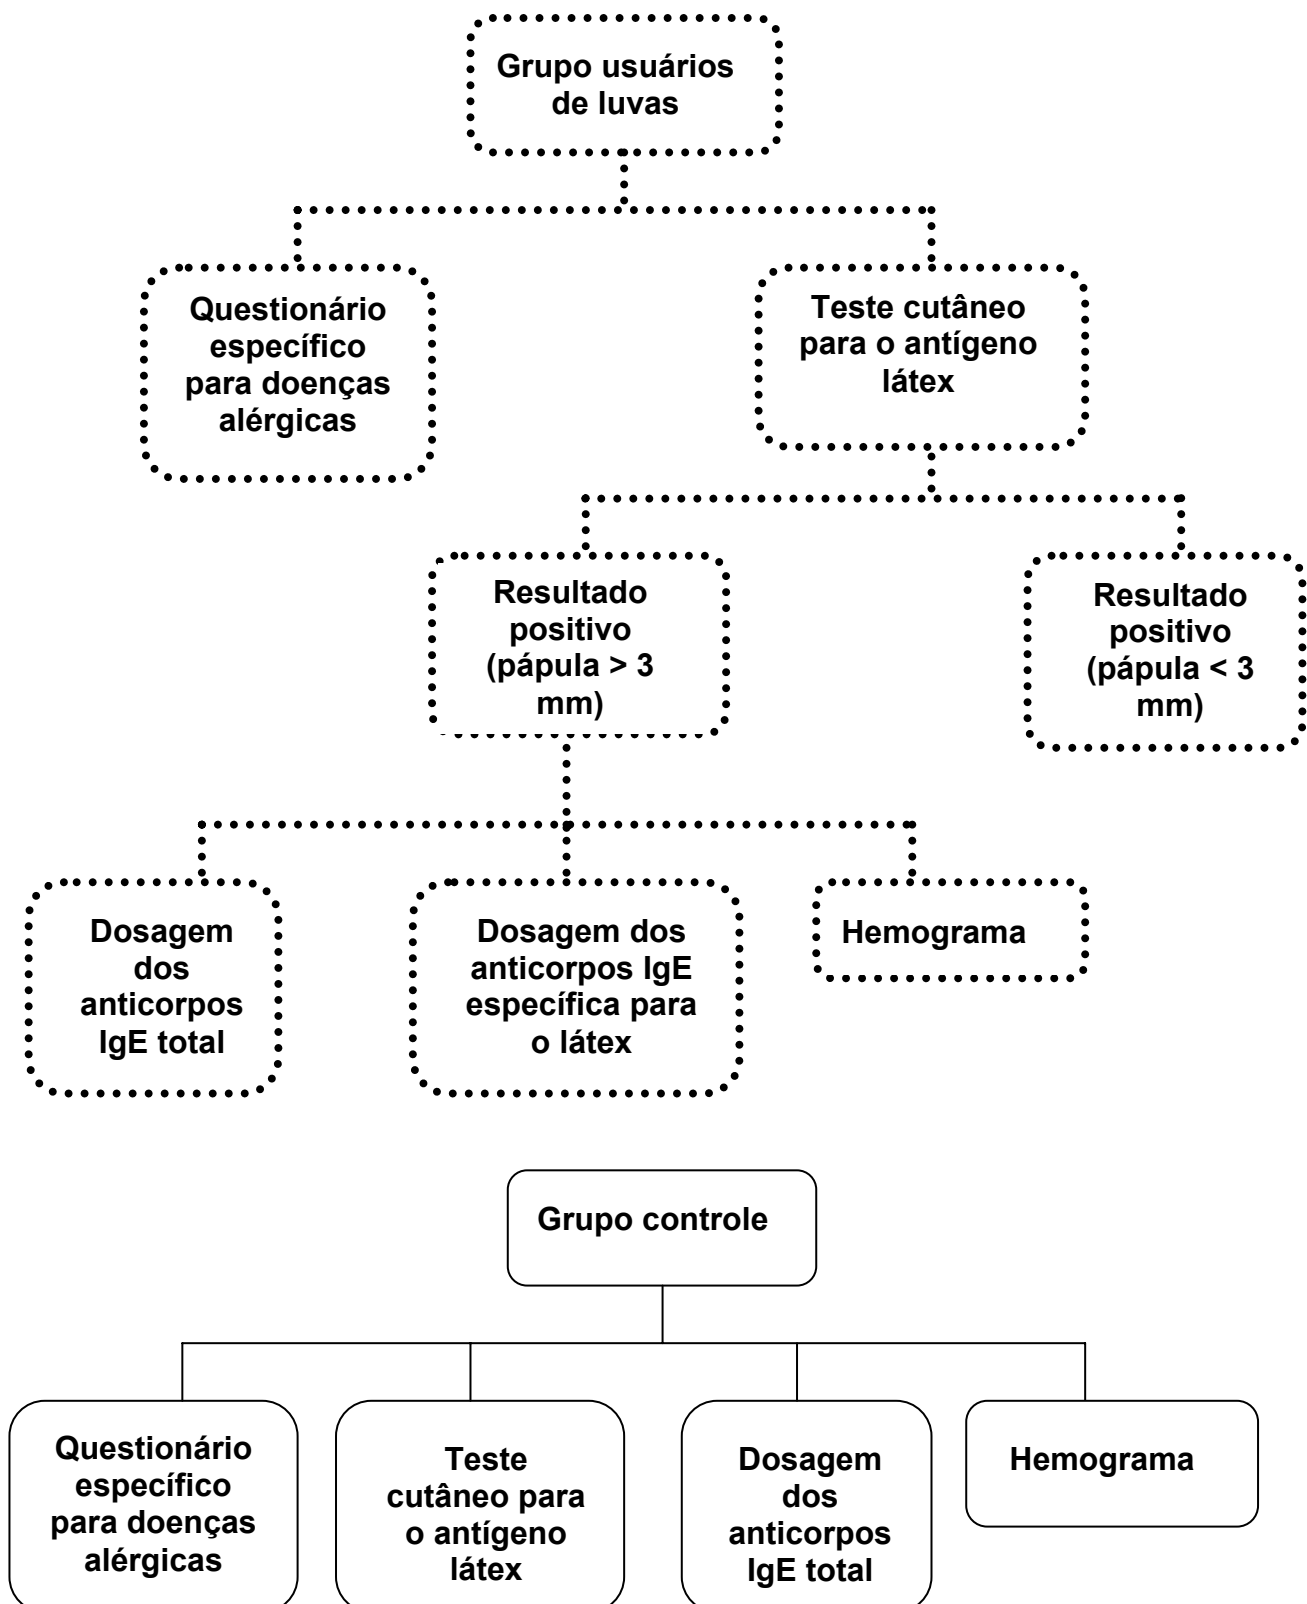 Grupo usuários
de luvas
Questionário
específico
para doenças
alérgicas
Teste cutâneo
para o antígeno
látex
Resultado
positivo
(pápula > 3
mm)
Resultado
positivo
(pápula < 3
mm)
Dosagem
dos
anticorpos
IgE total
Dosagem dos
anticorpos IgE
específica para
o látex
Hemograma
Grupo controle
Questionário
específico
para doenças
alérgicas
Teste
cutâneo para
o antígeno
látex
Dosagem
dos
anticorpos
IgE total
Hemograma